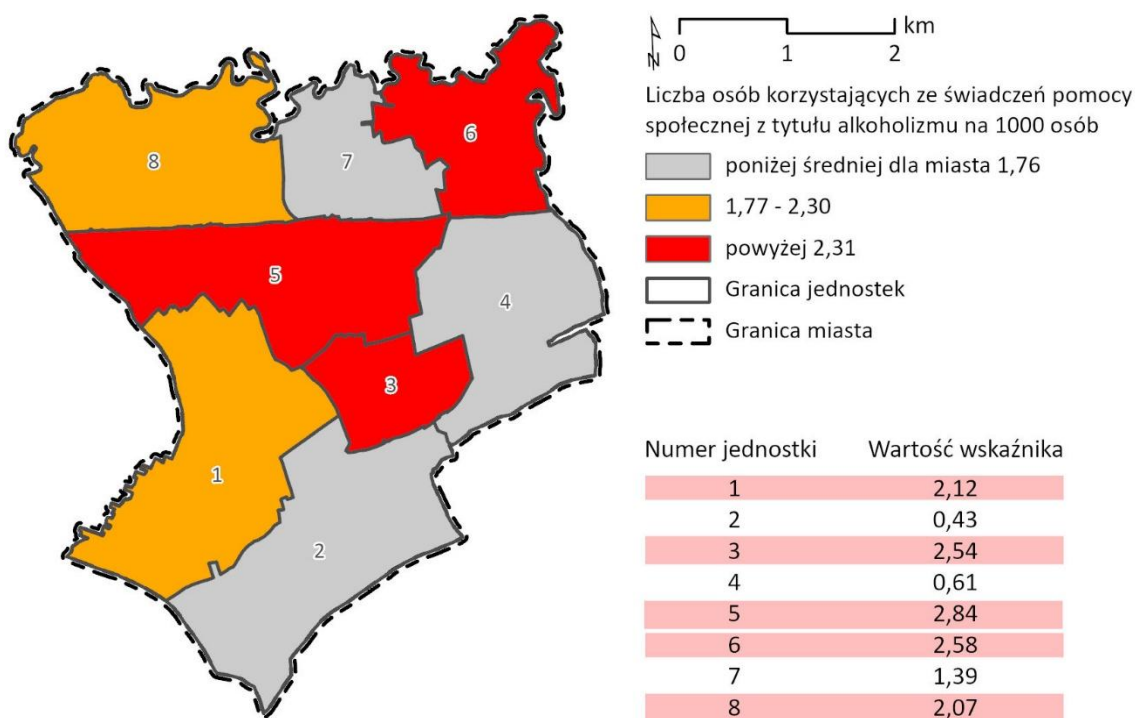 km
0 1 2
N
Liczba osób korzystających ze świadczeń pomocy
społecznej z tytułu alkoholizmu na 1000 osób
poniżej średniej dla miasta 1,76
1,77 - 2,30
powyżej 2,31
Granica jednostek
Granica miasta
8
7
6
5
4
3
1
2
Numer jednostki Wartość wskaźnika
1 2,12
2 0,43
3 2,54
4 0,61
5 2,84
6 2,58
7 1,39
8 2,07